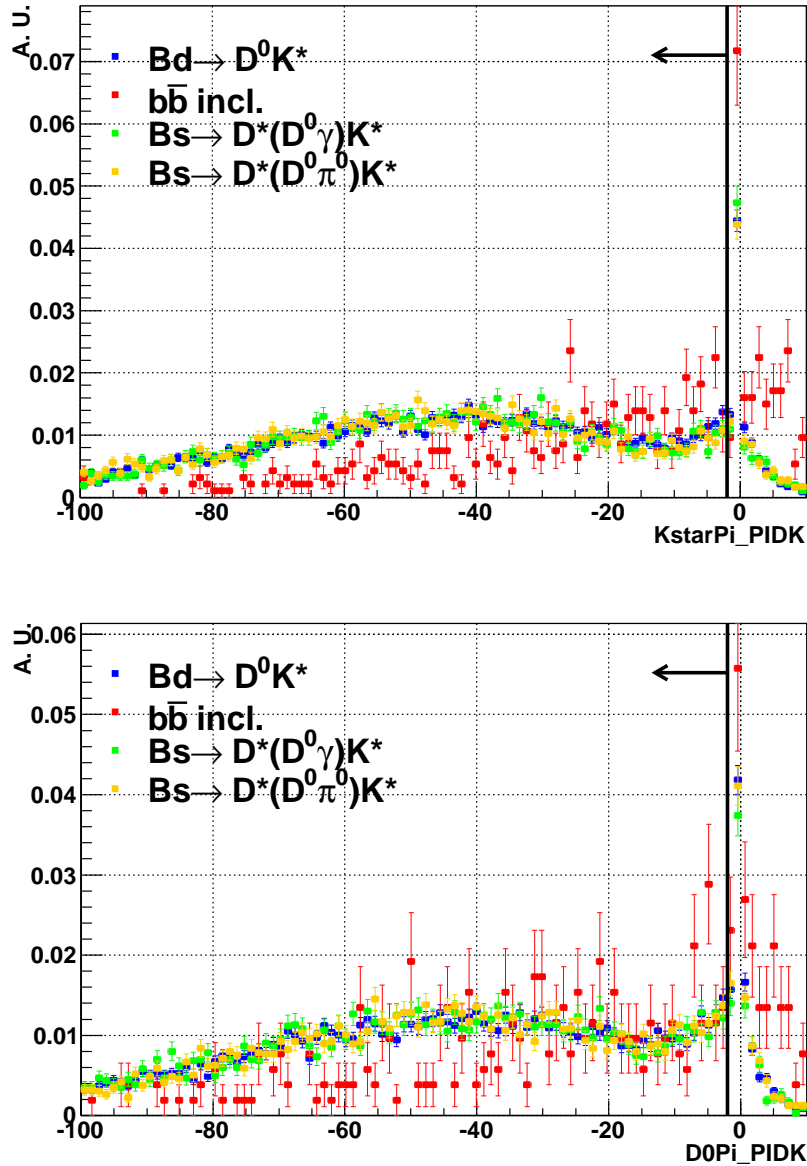 A. U.
0.07
0.06
0.05
0.04
0.03
0.02
0.01
0
Bd→ D⁰K*
bb̅ incl.
Bs→ D*(D⁰γ)K*
Bs→ D*(D⁰π⁰)K*
-100 -80 -60 -40 -20 0
KstarPi_PIDK
A. U.
0.06
0.05
0.04
0.03
0.02
0.01
0
Bd→ D⁰K*
bb̅ incl.
Bs→ D*(D⁰γ)K*
Bs→ D*(D⁰π⁰)K*
-100 -80 -60 -40 -20 0
D0Pi_PIDK